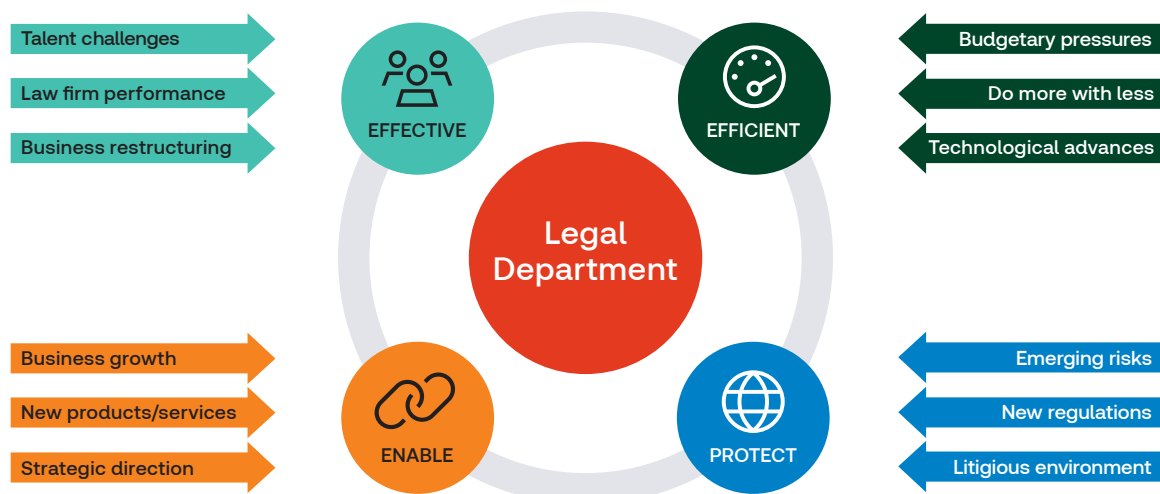 Talent challenges
Law firm performance
Business restructuring
EFFECTIVE
EFFICIENT
Budgetary pressures
Do more with less
Technological advances
Legal
Department
Business growth
New products/services
Strategic direction
ENABLE
PROTECT
Emerging risks
New regulations
Litigious environment